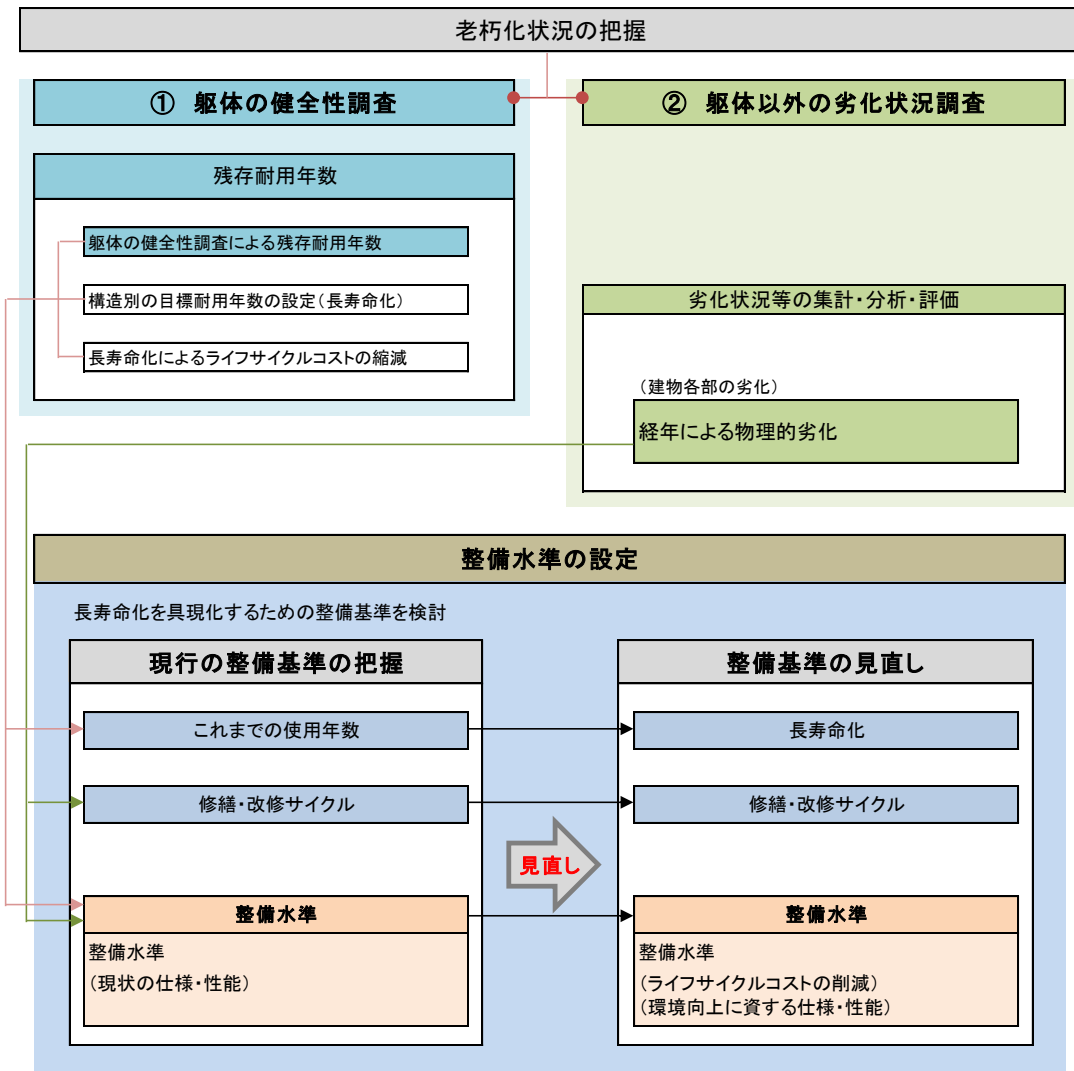 老朽化状況の把握
① 躯体の健全性調査
残存耐用年数
躯体の健全性調査による残存耐用年数
構造別の目標耐用年数の設定(長寿命化)
長寿命化によるライフサイクルコストの縮減
② 躯体以外の劣化状況調査
劣化状況等の集計・分析・評価
(建物各部の劣化)
経年による物理的劣化
整備水準の設定
長寿命化を具現化するための整備基準を検討
現行の整備基準の把握
これまでの使用年数
修繕・改修サイクル
整備水準
整備水準
(現状の仕様・性能)
見直し
整備基準の見直し
長寿命化
修繕・改修サイクル
整備水準
整備水準
(ライフサイクルコストの削減)
(環境向上に資する仕様・性能)